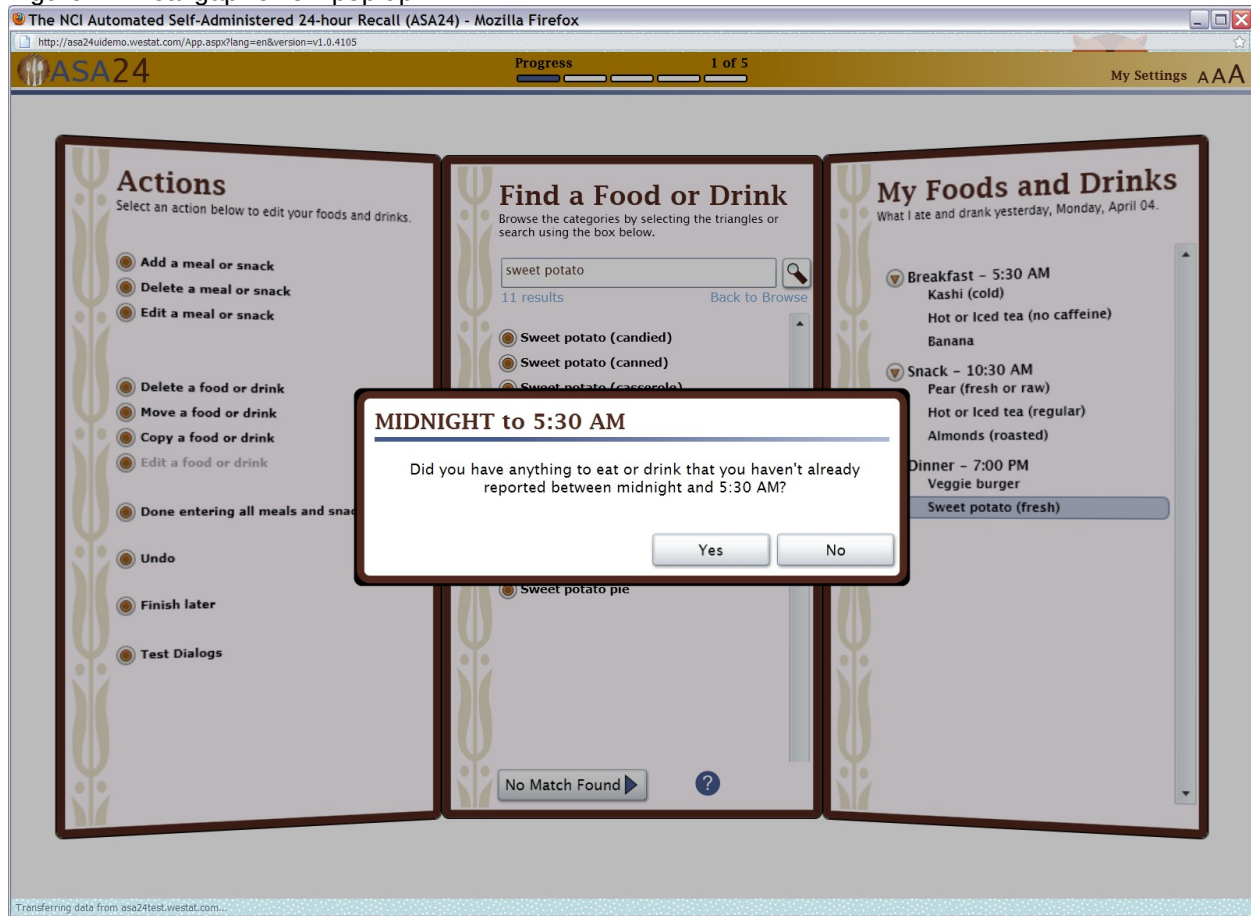 The NCI Automated Self-Administered 24-hour Recall (ASA24) - Mozilla Firefox
http://asa24uidemo.westat.com/App.aspx?lang=en&version=v1.0.4105
ASA24
Progress 1 of 5
My Settings A A A
Actions
Select an action below to edit your foods and drinks.
Add a meal or snack
Delete a meal or snack
Edit a meal or snack
Delete a food or drink
Move a food or drink
Copy a food or drink
Edit a food or drink
Done entering all meals and snac
Undo
Finish later
Test Dialogs
Find a Food or Drink
Browse the categories by selecting the triangles or
search using the box below.
sweet potato
11 results Back to Browse
Sweet potato (candied)
Sweet potato (canned)
Sweet potato (casserole)
MIDNIGHT to 5:30 AM
Did you have anything to eat or drink that you haven't already
reported between midnight and 5:30 AM?
Yes No
Sweet potato pie
No Match Found
?
My Foods and Drinks
What I ate and drank yesterday, Monday, April 04.
Breakfast – 5:30 AM
Kashi (cold)
Hot or Iced tea (no caffeine)
Banana
Snack – 10:30 AM
Pear (fresh or raw)
Hot or Iced tea (regular)
Almonds (roasted)
Dinner – 7:00 PM
Veggie burger
Sweet potato (fresh)
Transferring data from asa24test.westat.com...